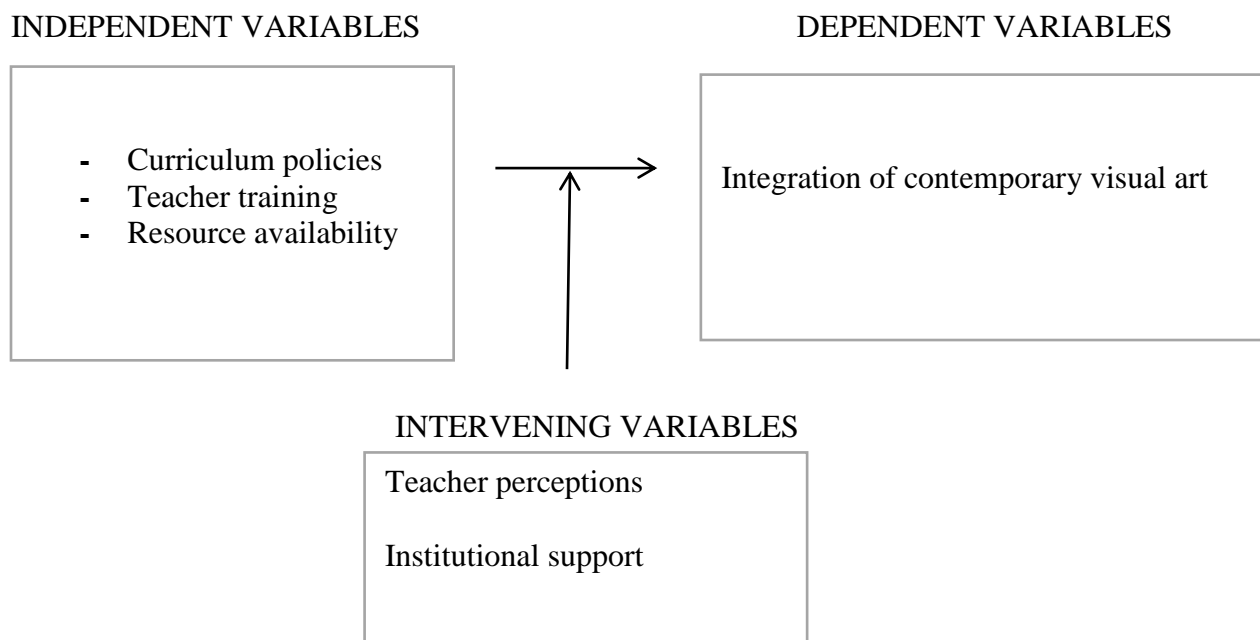 INDEPENDENT VARIABLES
DEPENDENT VARIABLES
- Curriculum policies
- Teacher training
- Resource availability
Integration of contemporary visual art
INTERVENING VARIABLES
Teacher perceptions
Institutional support